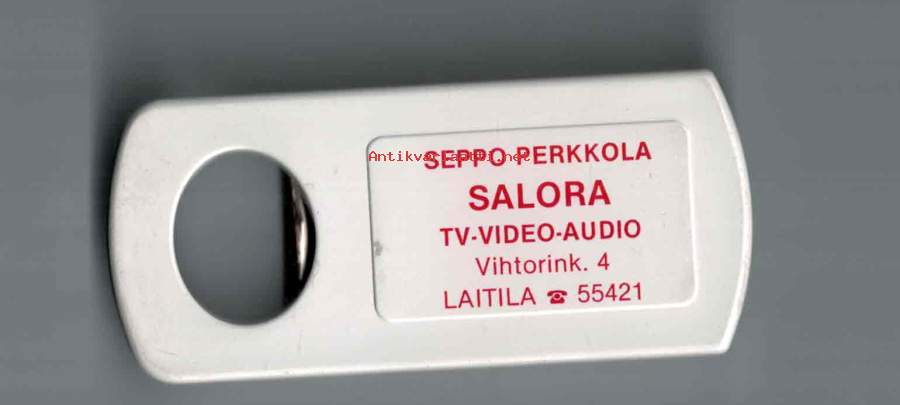 Antikvariaatti.net
SEPPO PERKKOLA
SALORA
TV-VIDEO-AUDIO
Vihtorink. 4
LAITILA ☎ 55421